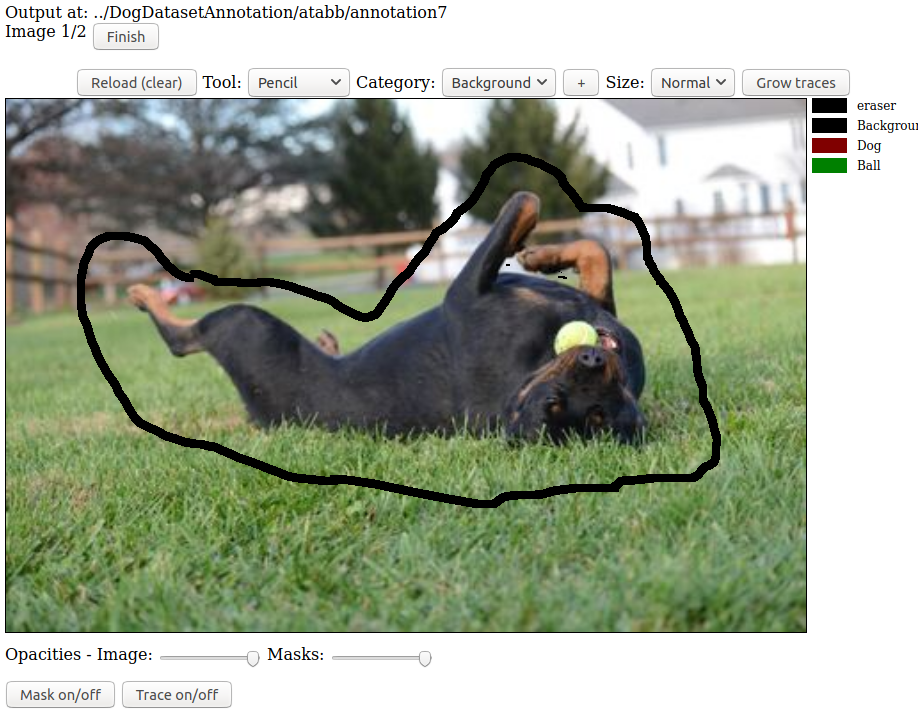 Output at: ../DogDatasetAnnotation/atabb/annotation7
Image 1/2 Finish
Reload (clear) Tool: Pencil Category: Background + Size: Normal Grow traces
eraser
Backgrour
Dog
Ball
Opacities - Image: Masks:
Mask on/off Trace on/off